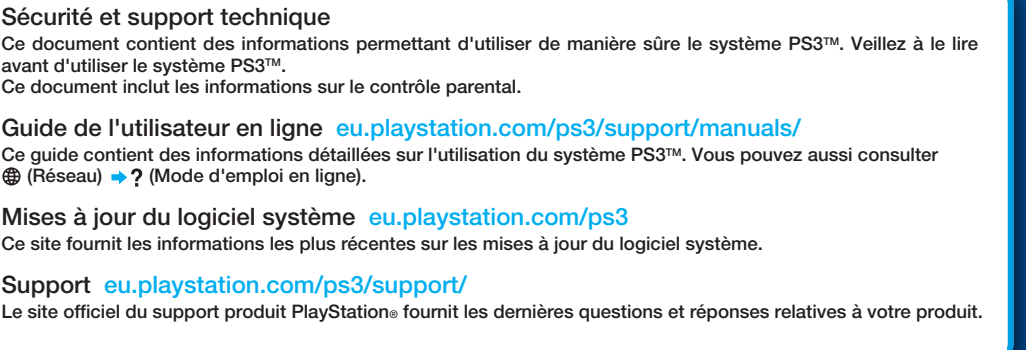 Sécurité et support technique
Ce document contient des informations permettant d'utiliser de manière sûre le système PS3™. Veillez à le lire
avant d'utiliser le système PS3™.
Ce document inclut les informations sur le contrôle parental.
Guide de l'utilisateur en ligne eu.playstation.com/ps3/support/manuals/
Ce guide contient des informations détaillées sur l'utilisation du système PS3™. Vous pouvez aussi consulter
(Réseau) ➡ ? (Mode d'emploi en ligne).
Mises à jour du logiciel système eu.playstation.com/ps3
Ce site fournit les informations les plus récentes sur les mises à jour du logiciel système.
Support eu.playstation.com/ps3/support/
Le site officiel du support produit PlayStation® fournit les dernières questions et réponses relatives à votre produit.